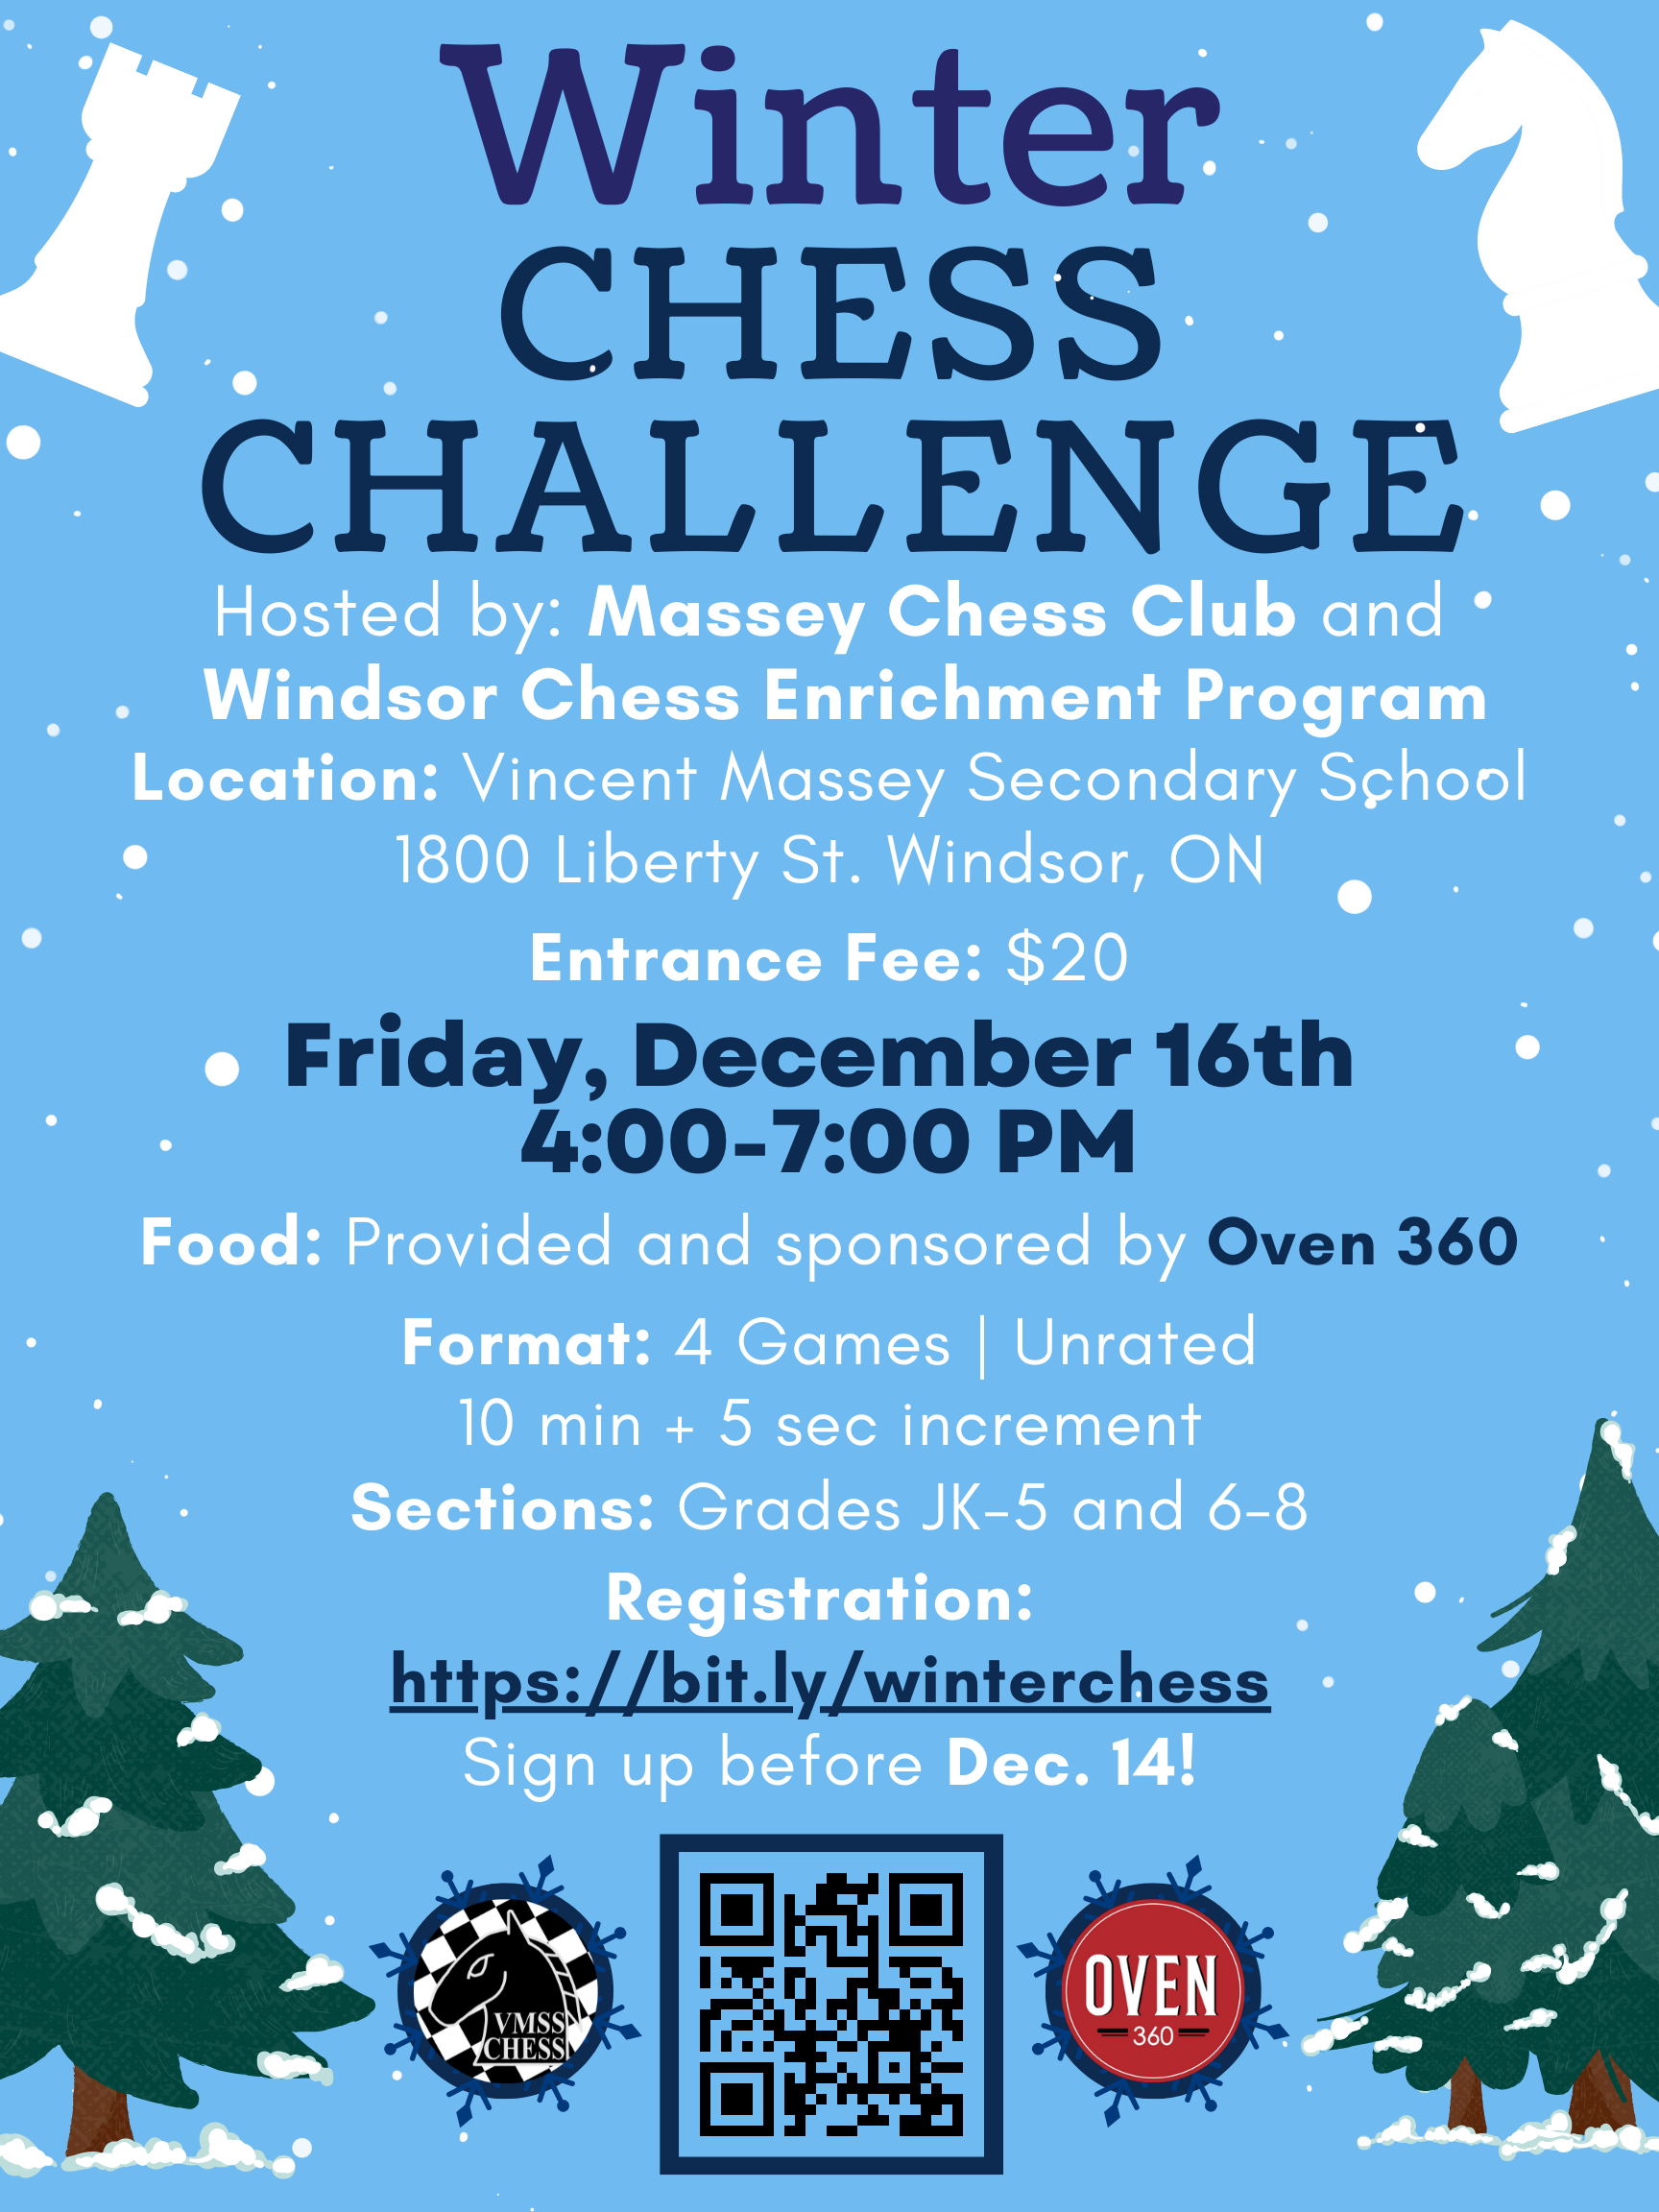 Winter
CHESS
CHALLENGE
Hosted by: Massey Chess Club and
Windsor Chess Enrichment Program
Location: Vincent Massey Secondary School
1800 Liberty St. Windsor, ON
Entrance Fee: $20
Friday, December 16th
4:00-7:00 PM
Food: Provided and sponsored by Oven 360
Format: 4 Games | Unrated
10 min + 5 sec increment
Sections: Grades JK-5 and 6-8
Registration:
https://bit.ly/winterchess
Sign up before Dec. 14!
VMSS
CHESS
OVEN
360